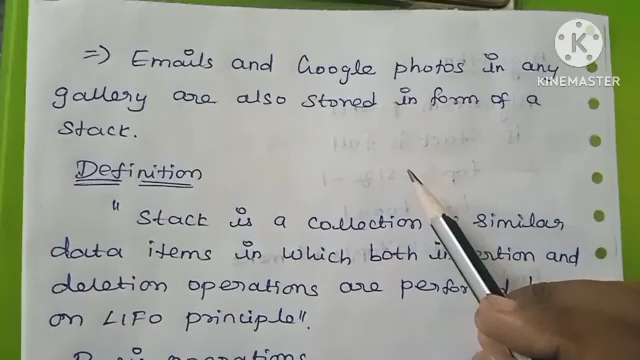 K
KINEMASTER
=) Emails and Google photos in any
gallery are also stored in form of a
stack.
Definition
" Stack is a collection similar
data items in which both and
deletion operations are
on LIFO principle".
operations